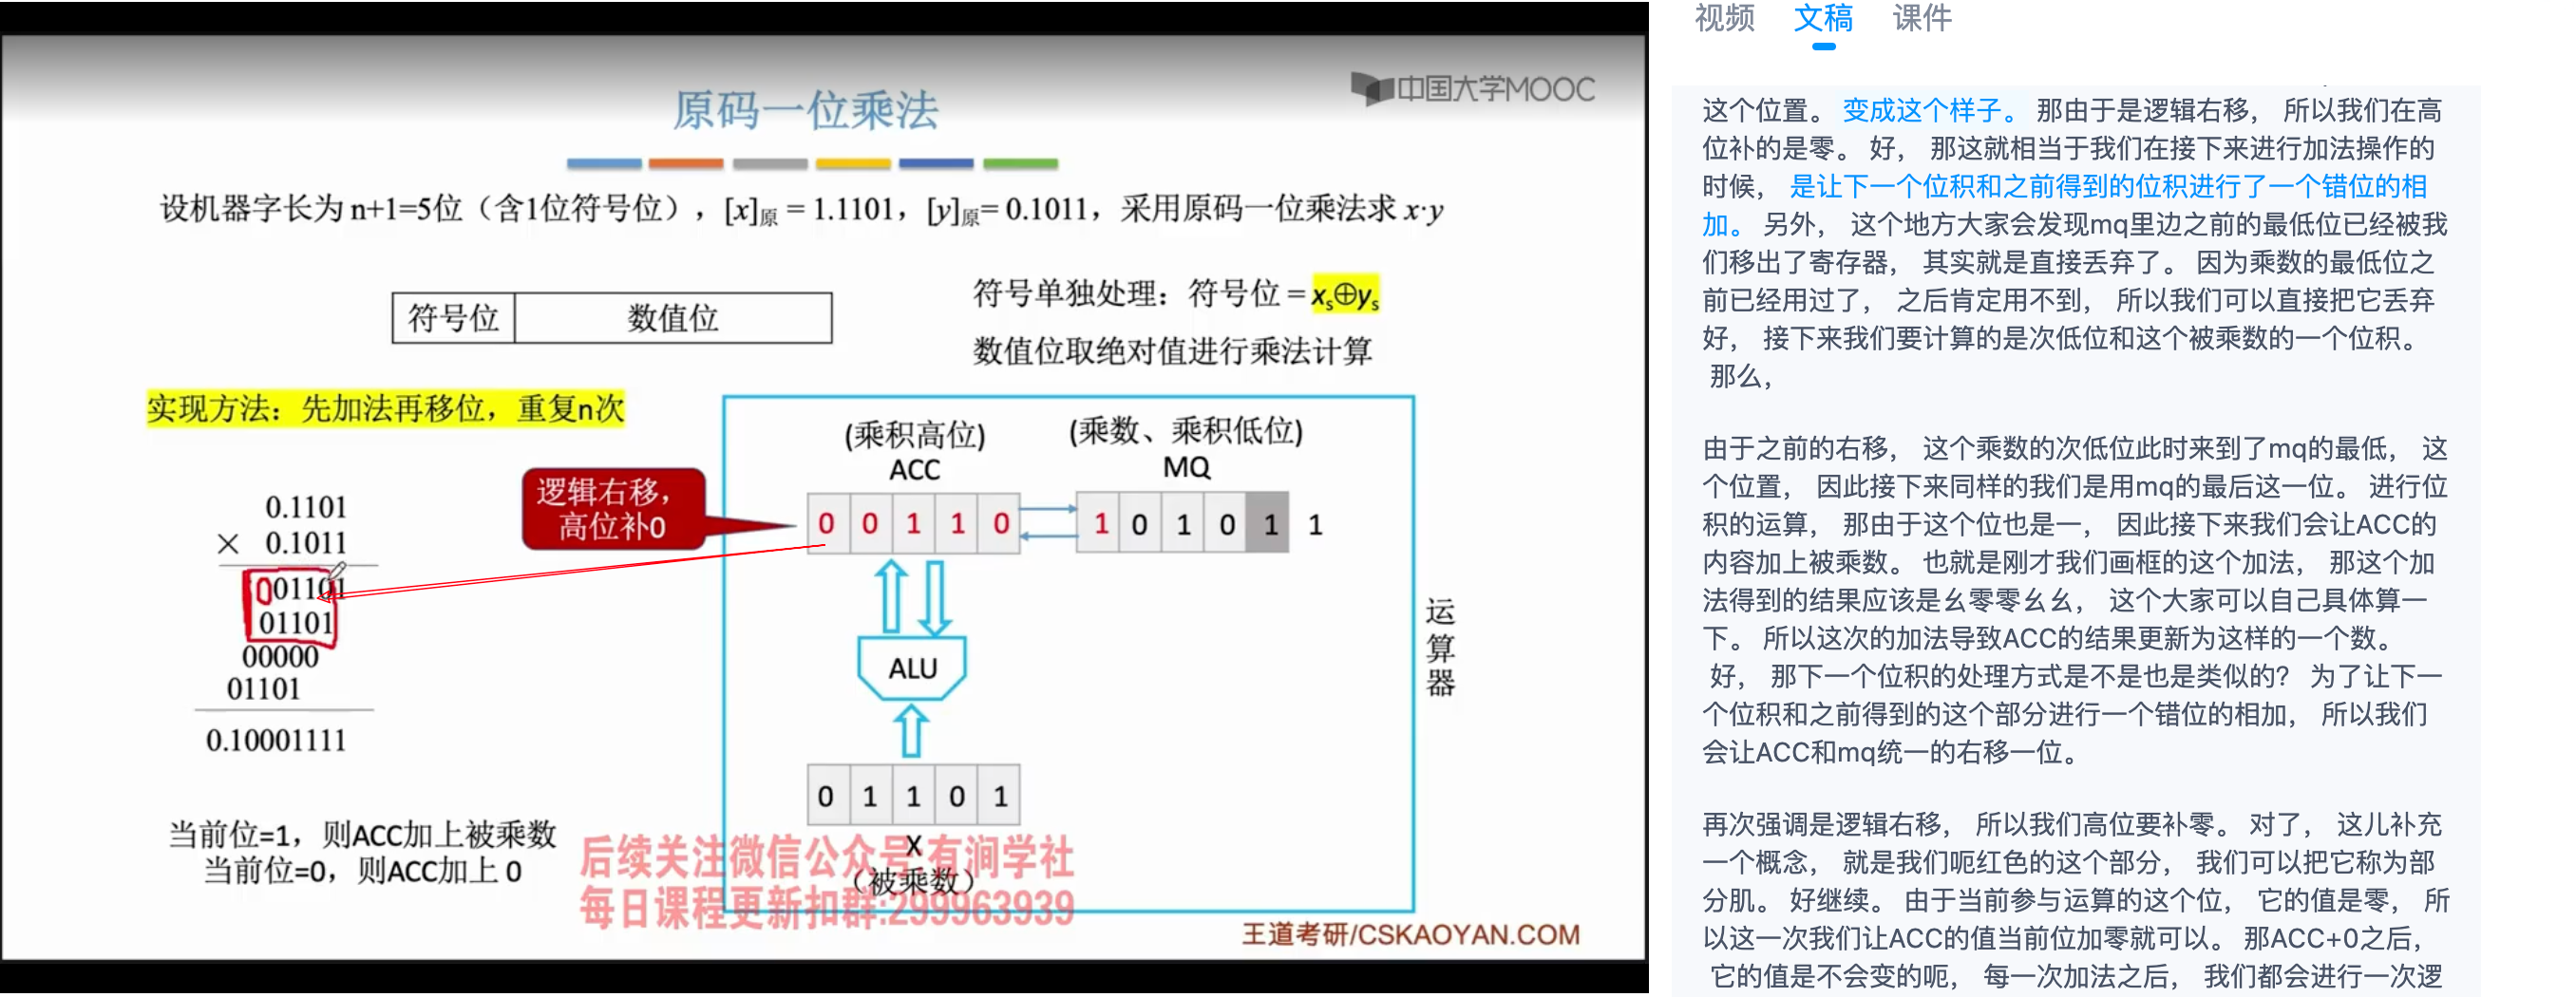 中国大学MOOC
原码一位乘法
设机器字长为 n+1=5位（含1位符号位），[x]原 = 1.1101，[y]原= 0.1011，采用原码一位乘法求 x·y
符号位 数值位
符号单独处理：符号位 = xs⊕ys
数值位取绝对值进行乘法计算
实现方法：先加法再移位，重复n次
0.1101
× 0.1011
001101
01101
00000
01101
0.10001111
当前位=1，则ACC加上被乘数
当前位=0，则ACC加上 0
逻辑右移，
高位补0
(乘积高位)
ACC
(乘数、乘积低位)
MQ
0 0 1 1 0
1 0 1 0 1 1
ALU
0 1 1 0 1
X
（被乘数）
运算器
后续关注微信公众号:有涧学社
每日课程更新扣群:299963939
王道考研/CSKAOYAN.COM
视频 文稿 课件
这个位置。 变成这个样子。 那由于是逻辑右移， 所以我们在高
位补的是零。 好， 那这就相当于我们在接下来进行加法操作的
时候， 是让下一个位积和之前得到的位积进行了一个错位的相
加。 另外， 这个地方大家会发现mq里边之前的最低位已经被我
们移出了寄存器， 其实就是直接丢弃了。 因为乘数的最低位之
前已经用过了， 之后肯定用不到， 所以我们可以直接把它丢弃
好， 接下来我们要计算的是次低位和这个被乘数的一个位积。
那么，
由于之前的右移， 这个乘数的次低位此时来到了mq的最低， 这
个位置， 因此接下来同样的我们是用mq的最后这一位。 进行位
积的运算， 那由于这个位也是一， 因此接下来我们会让ACC的
内容加上被乘数。 也就是刚才我们画框的这个加法， 那这个加
法得到的结果应该是幺零零幺幺， 这个大家可以自己具体算一
下。 所以这次的加法导致ACC的结果更新为这样的一个数。
好， 那下一个位积的处理方式是不是也是类似的？ 为了让下一
个位积和之前得到的这个部分进行一个错位的相加， 所以我们
会让ACC和mq统一的右移一位。
再次强调是逻辑右移， 所以我们高位要补零。 对了， 这儿补充
一个概念， 就是我们呃红色的这个部分， 我们可以把它称为部
分肌。 好继续。 由于当前参与运算的这个位， 它的值是零， 所
以这一次我们让ACC的值当前位加零就可以。 那ACC+0之后，
它的值是不会变的呃， 每一次加法之后， 我们都会进行一次逻